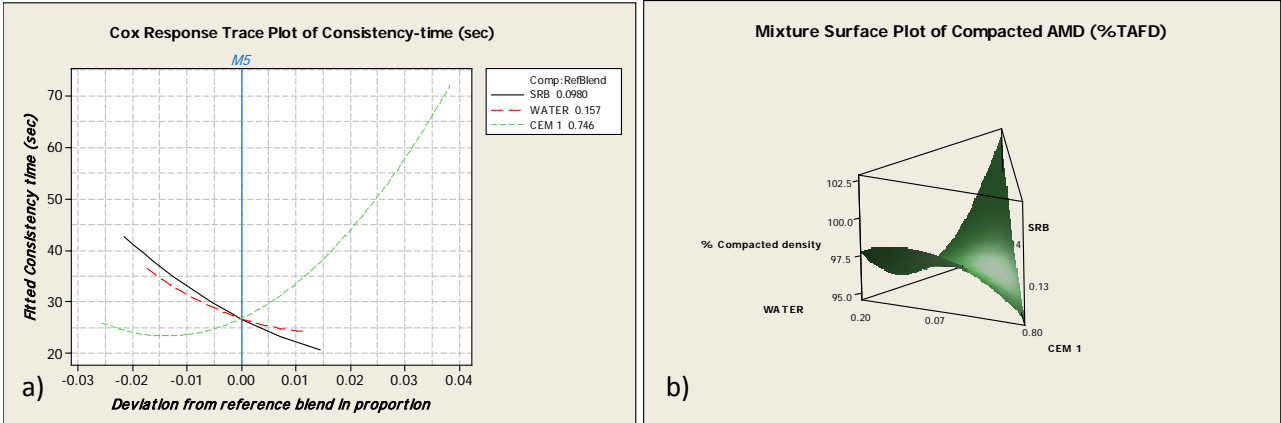 Cox Response Trace Plot of Consistency-time (sec)
M5
Comp:RefBlend
SRB 0.0980
WATER 0.157
CEM 1 0.746
Fitted Consistency time (sec)
70
60
50
40
30
20
-0.03 -0.02 -0.01 0.00 0.01 0.02 0.03 0.04
Deviation from reference blend in proportion
a)
Mixture Surface Plot of Compacted AMD (%TAFD)
102.5
100.0
97.5
95.0
% Compacted density
SRB
4
0.13
WATER
0.20
0.07
0.80
CEM 1
b)